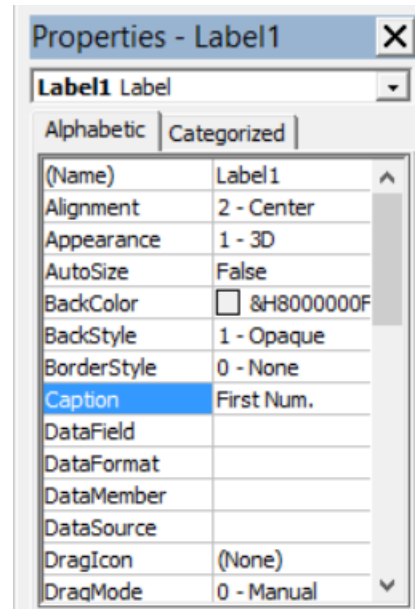 Properties - Label1
Label1 Label
Alphabetic Categorized
(Name) Label1
Alignment 2 - Center
Appearance 1 - 3D
AutoSize False
BackColor &H8000000F
BackStyle 1 - Opaque
BorderStyle 0 - None
Caption First Num.
DataField
DataFormat
DataMember
DataSource
DragIcon (None)
DragMode 0 - Manual